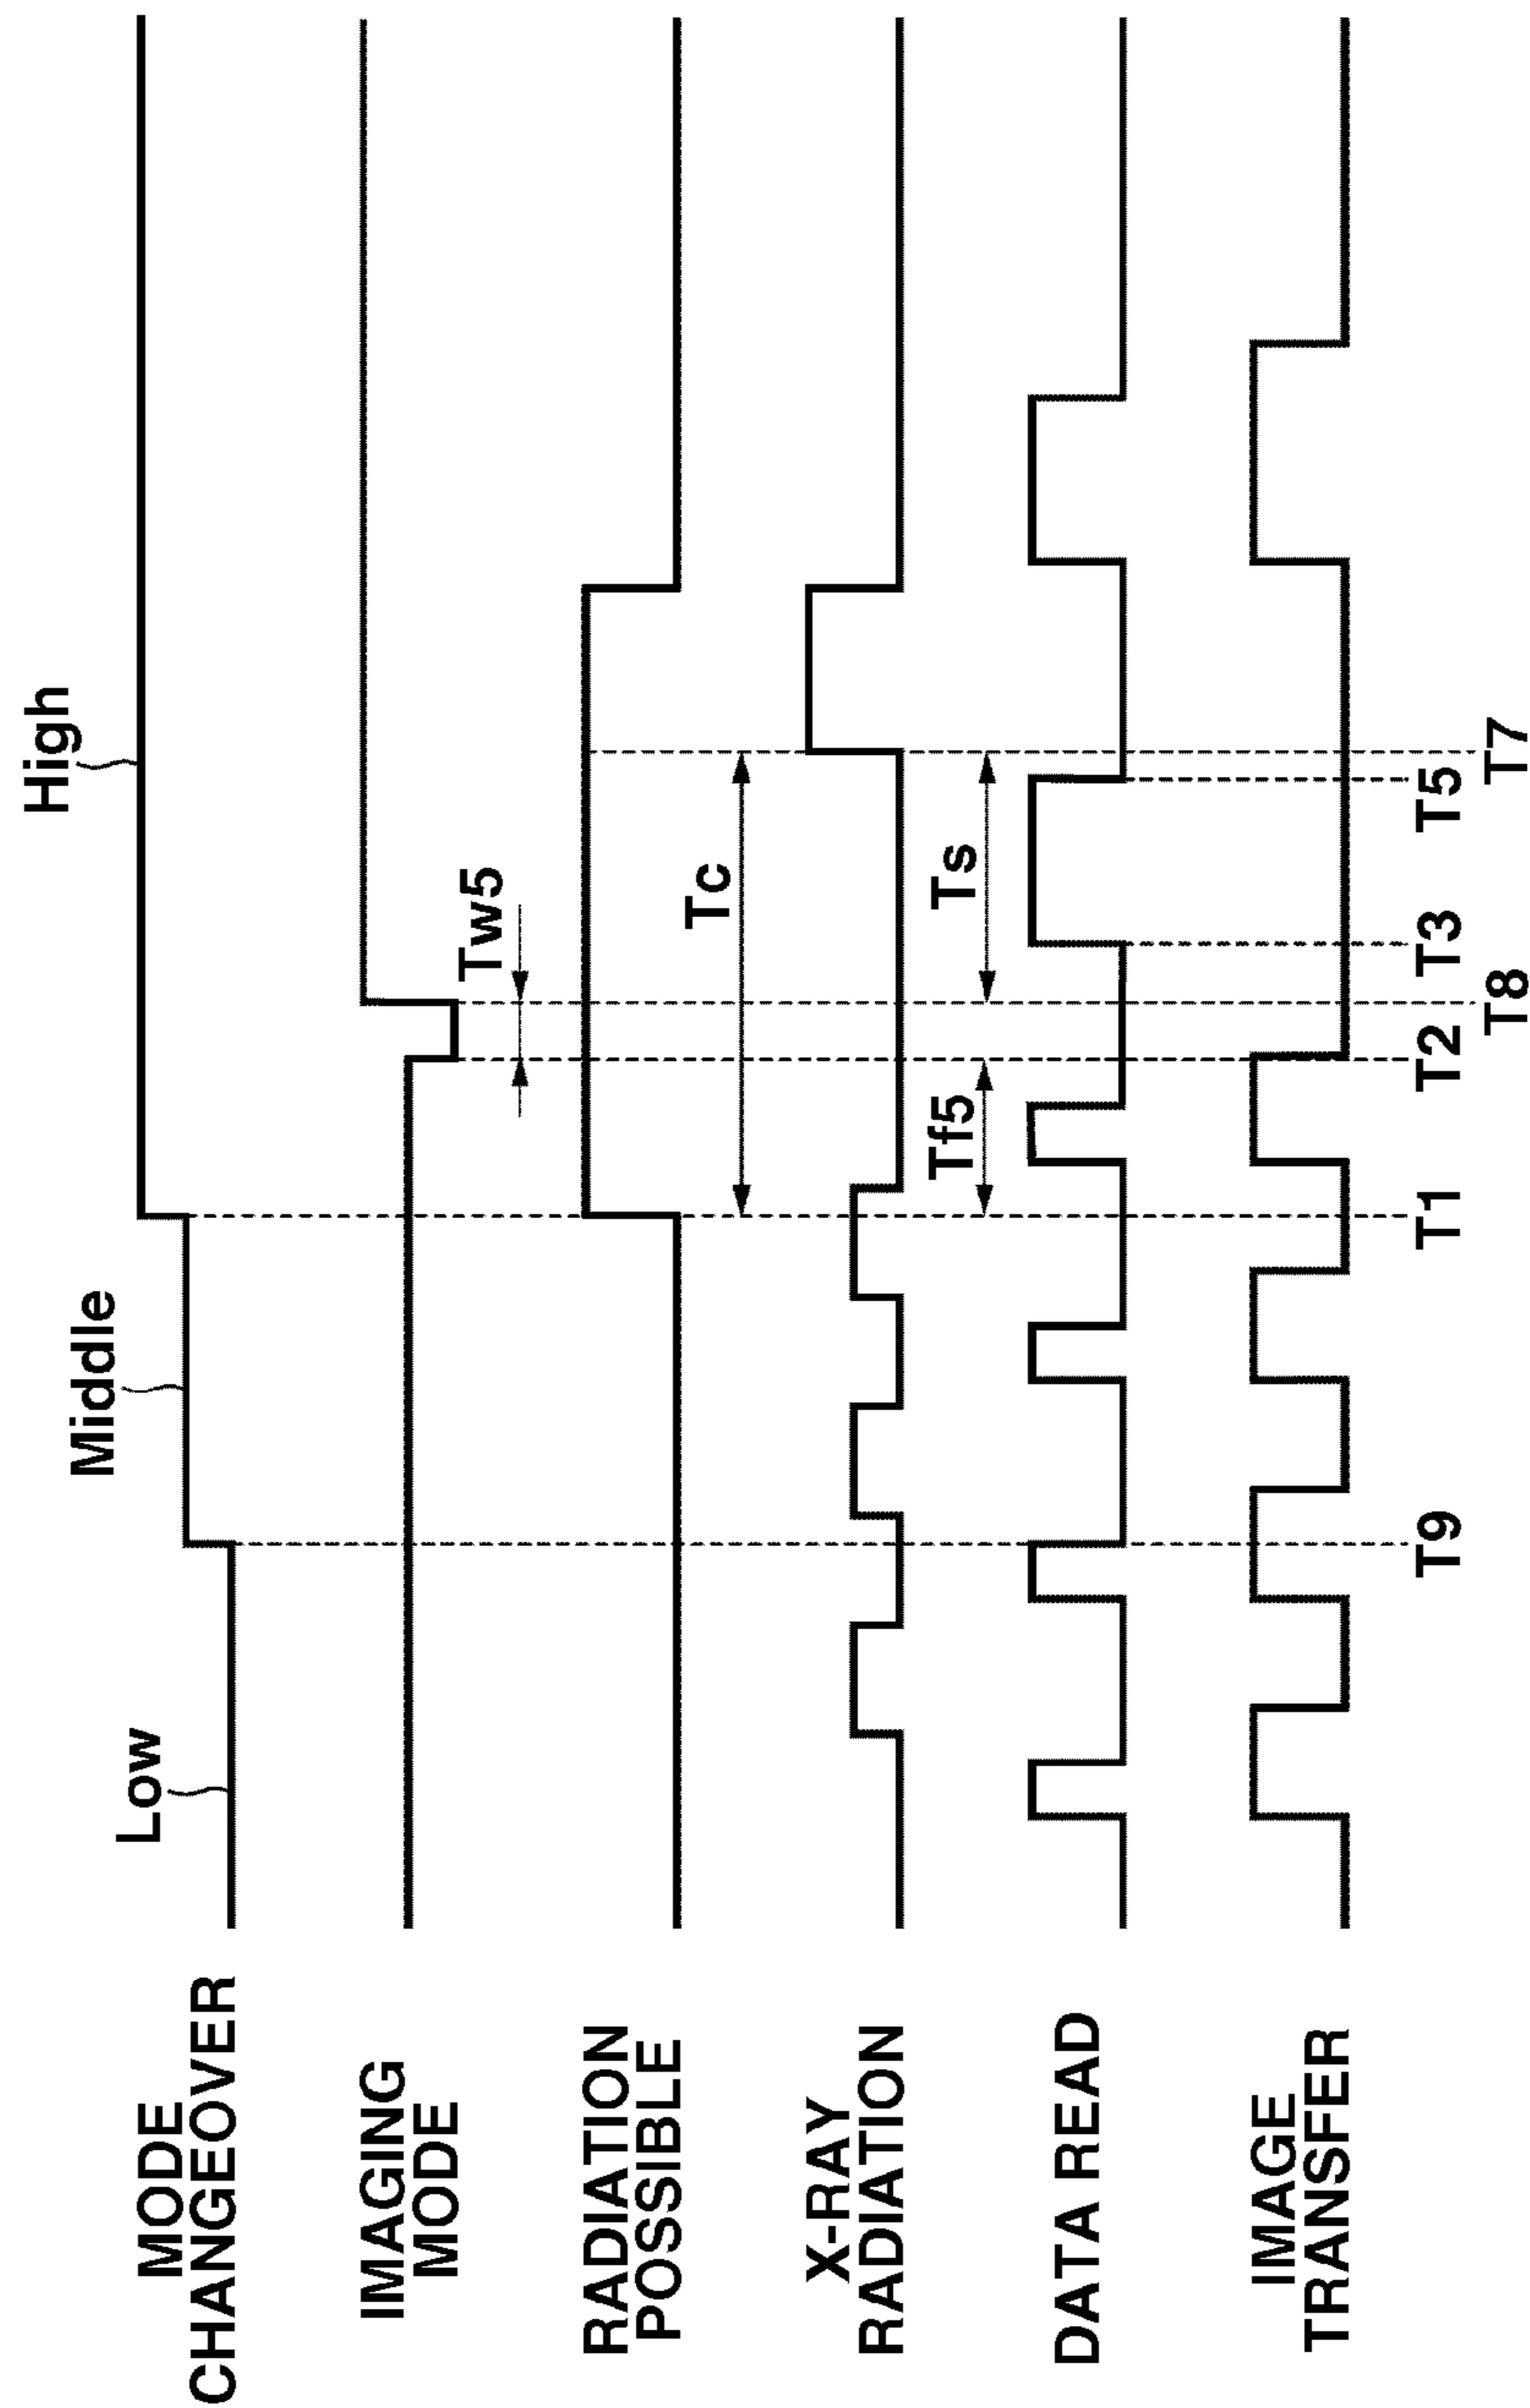 High
Middle
Low
MODE
CHANGEOVER
IMAGING
MODE
Tw5
RADIATION
POSSIBLE
Tc
X-RAY
RADIATION
Tf5
Ts
DATA READ
IMAGE
TRANSFER
T9
T1
T2
T3
T5
T8
T7